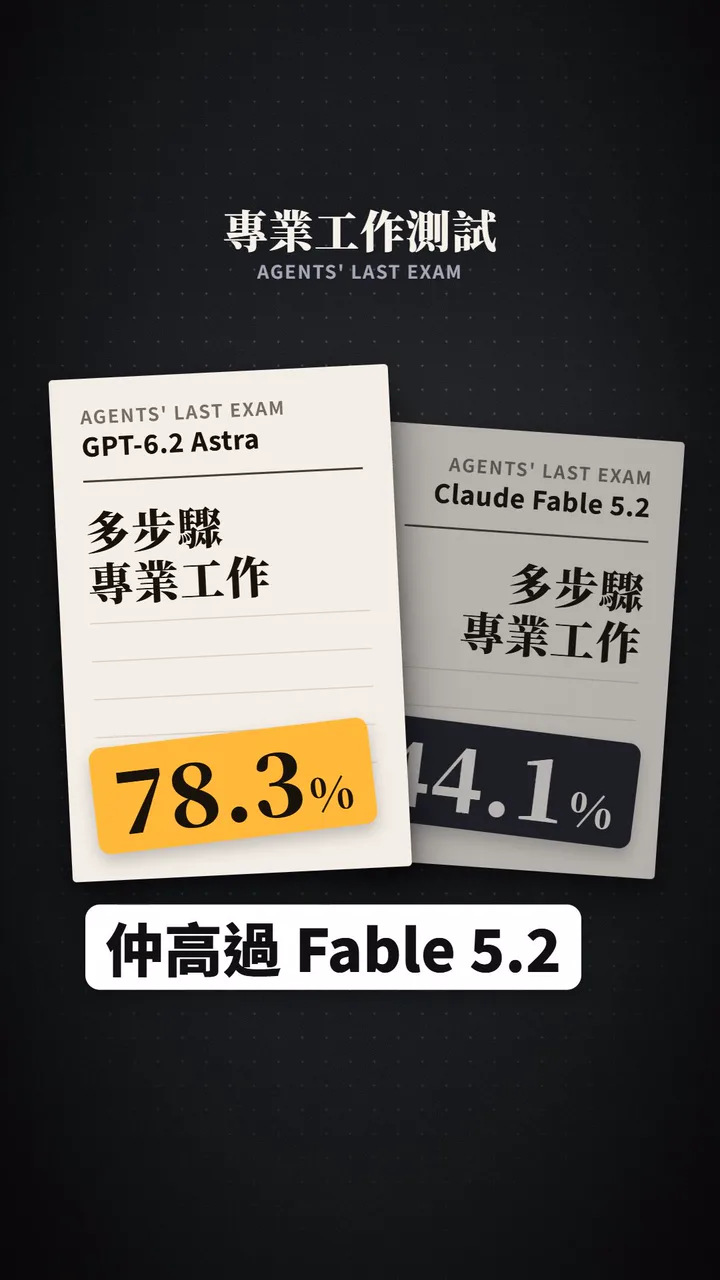 專業工作測試
AGENTS' LAST EXAM
AGENTS' LAST EXAM
GPT-6.2 Astra
多步驟
專業工作
78.3%
AGENTS' LAST EXAM
Claude Fable 5.2
多步驟
專業工作
44.1%
仲高過 Fable 5.2